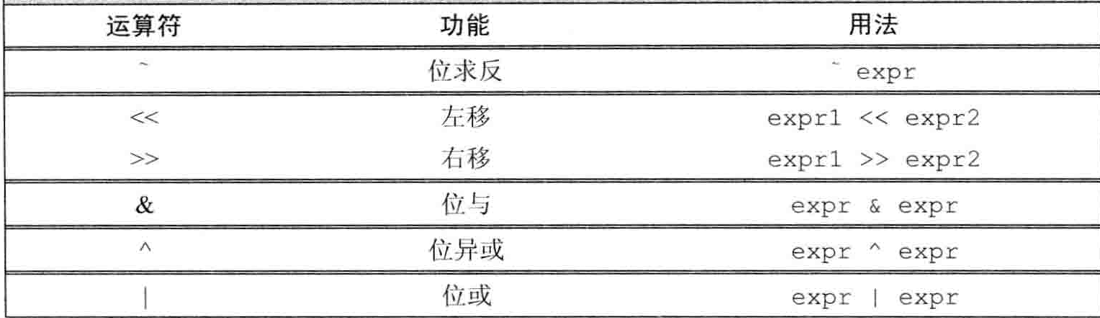 运算符 功能 用法
~ 位求反 ~ expr
<< 左移 expr1 << expr2
>> 右移 expr1 >> expr2
& 位与 expr & expr
^ 位异或 expr ^ expr
| 位或 expr | expr